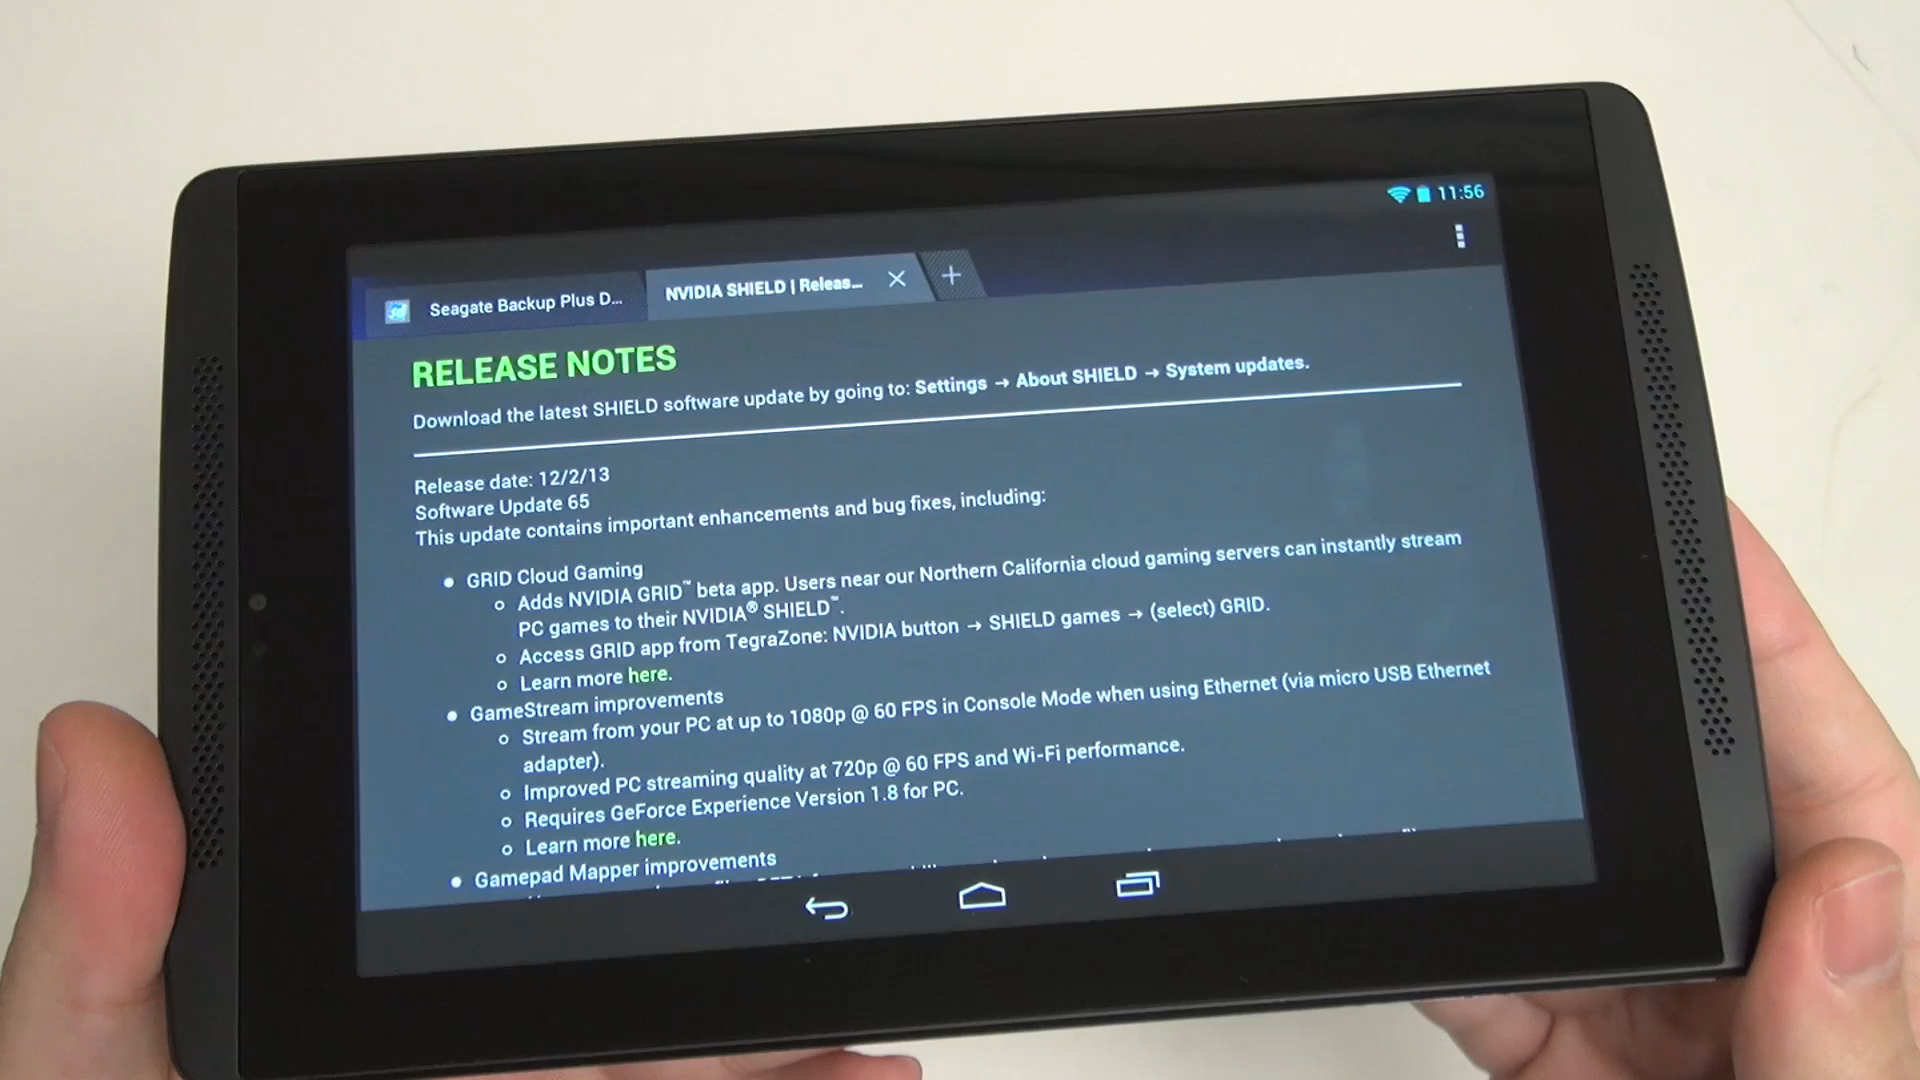 11:56
Seagate Backup Plus D...
NVIDIA SHIELD | Releas...
RELEASE NOTES
Download the latest SHIELD software update by going to: Settings → About SHIELD → System updates.
Release date: 12/2/13
Software Update 65
This update contains important enhancements and bug fixes, including:
● GRID Cloud Gaming
○ Adds NVIDIA GRID™ beta app. Users near our Northern California cloud gaming servers can instantly stream
PC games to their NVIDIA® SHIELD™.
○ Access GRID app from TegraZone: NVIDIA button → SHIELD games → (select) GRID.
○ Learn more here.
● GameStream improvements
○ Stream from your PC at up to 1080p @ 60 FPS in Console Mode when using Ethernet (via micro USB Ethernet
adapter).
○ Improved PC streaming quality at 720p @ 60 FPS and Wi-Fi performance.
○ Requires GeForce Experience Version 1.8 for PC.
○ Learn more here.
● Gamepad Mapper improvements